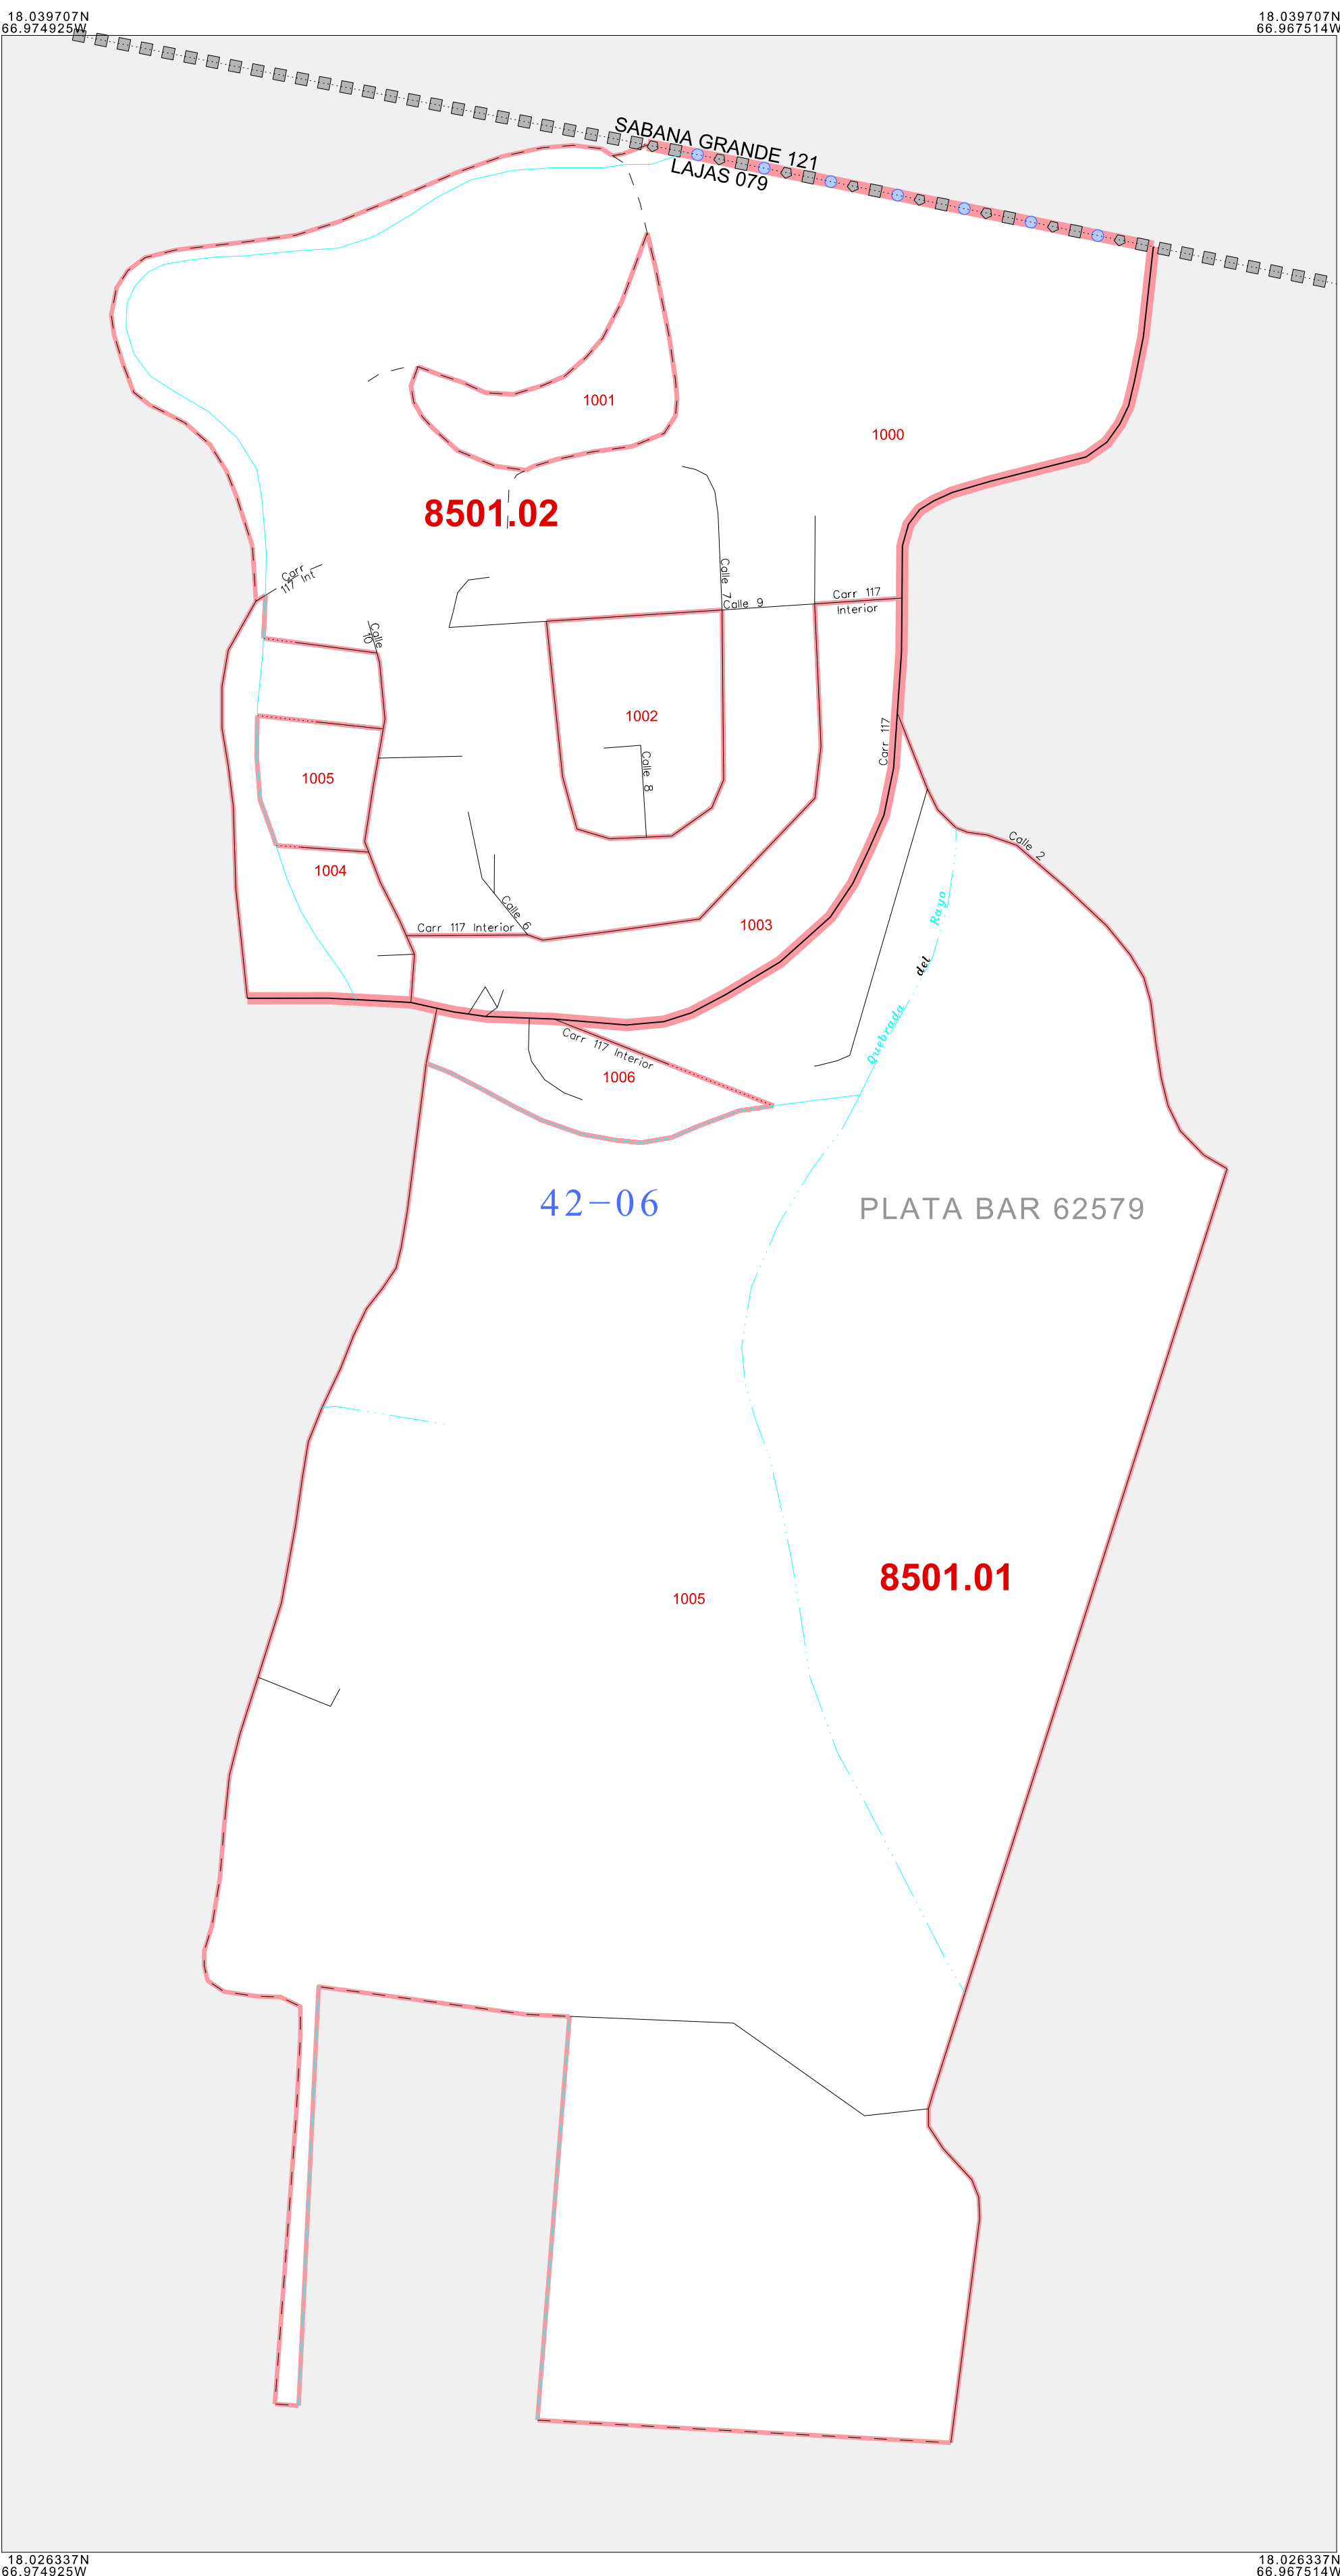 18.039707N
66.974925W
18.039707N
66.967514W
SABANA GRANDE 121
LAJAS 079
1001
1000
8501.02
Carr
117 Int
Calle 7
Calle 9
Carr 117
Interior
Calle
10
1002
Carr 117
Calle 8
1005
Calle 2
1004
Calle 6
Carr 117 Interior
1003
Quebrada del Rayo
Carr 117 Interior
1006
42-06
PLATA BAR 62579
8501.01
1005
18.026337N
66.974925W
18.026337N
66.967514W